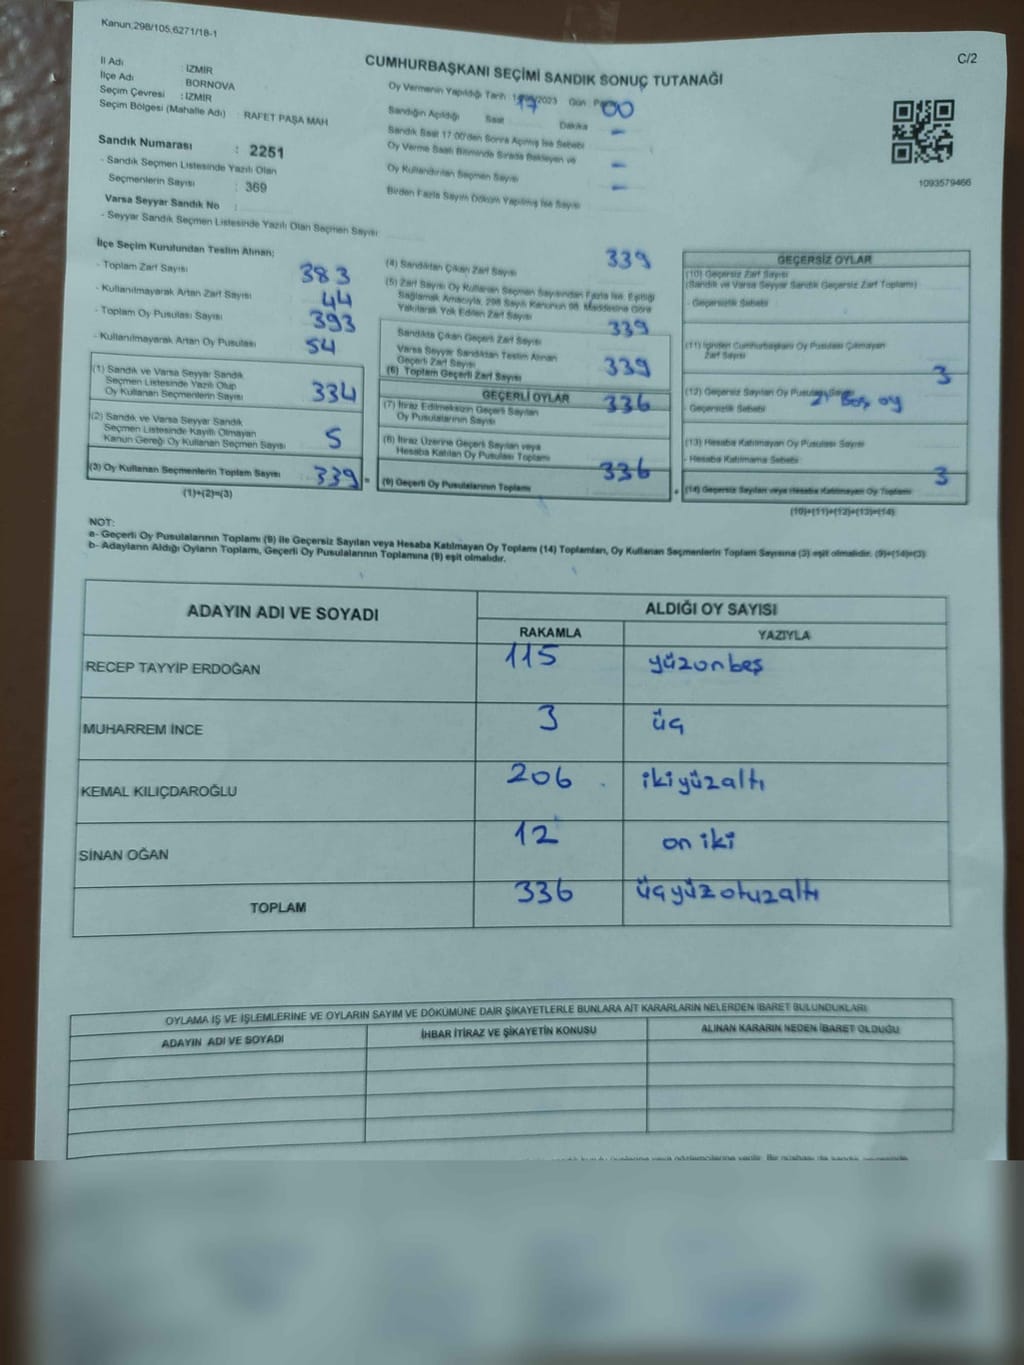 Kanun;298/105;6271/18-1
C/2
CUMHURBAŞKANI SEÇİMİ SANDIK SONUÇ TUTANAĞI
İl Adı : İZMİR
İlçe Adı : BORNOVA
Seçim Çevresi : İZMİR
Seçim Bölgesi (Mahalle Adı) : RAFET PAŞA MAH
Sandık Numarası : 2251
- Sandık Seçmen Listesinde Yazılı Olan
Seçmenlerin Sayısı : 369
Varsa Seyyar Sandık No :
- Seyyar Sandık Seçmen Listesinde Yazılı Olan Seçmen Sayısı
Oy Vermenin Yapıldığı Tarih : 2023 Gün :
Sandığın Açıldığı Saat 17 Dakika 00
Sandık Saat 17:00'den Sonra Açılmış İse Sebebi -
Oy Verme Saati Bitiminde Sırada Bekleyen ve
Oy Kullandırılan Seçmen Sayısı -
Birden Fazla Sayım Döküm Yapılmış İse Sayısı -
1093579466
İlçe Seçim Kurulundan Teslim Alınan;
- Toplam Zarf Sayısı 383
- Kullanılmayarak Artan Zarf Sayısı 44
- Toplam Oy Pusulası Sayısı 393
- Kullanılmayarak Artan Oy Pusulası 54
(1) Sandık ve Varsa Seyyar Sandık
Seçmen Listesinde Yazılı Olup
Oy Kullanan Seçmenlerin Sayısı 334
(2) Sandık ve Varsa Seyyar Sandık
Seçmen Listesinde Kayıtlı Olmayan
Kanun Gereği Oy Kullanan Seçmen Sayısı 5
(3) Oy Kullanan Seçmenlerin Toplam Sayısı 339 =
(1)+(2)=(3)
(4) Sandıktan Çıkan Zarf Sayısı 339
(5) Zarf Sayısı Oy Kullanan Seçmen Sayısından Fazla İse, Eşitliği
Sağlamak Amacıyla, 298 Sayılı Kanunun 98. Maddesine Göre
Yakılarak Yok Edilen Zarf Sayısı
Sandıkta Çıkan Geçerli Zarf Sayısı 339
Varsa Seyyar Sandıktan Teslim Alınan
Geçerli Zarf Sayısı
(6) Toplam Geçerli Zarf Sayısı 339
GEÇERLİ OYLAR
(7) İtiraz Edilmeksizin Geçerli Sayılan
Oy Pusulalarının Sayısı 336
(8) İtiraz Üzerine Geçerli Sayılan veya
Hesaba Katılan Oy Pusulası Toplamı
(9) Geçerli Oy Pusulalarının Toplamı 336 +
GEÇERSİZ OYLAR
(10) Geçersiz Zarf Sayısı
(Sandık ve Varsa Seyyar Sandık Geçersiz Zarf Toplamı)
- Geçersizlik Sebebi
(11) İçinden Cumhurbaşkanı Oy Pusulası Çıkmayan
Zarf Sayısı
(12) Geçersiz Sayılan Oy Pusulası Sayısı 3
- Geçersizlik Sebebi Boş oy
(13) Hesaba Katılmayan Oy Pusulası Sayısı
- Hesaba Katılmama Sebebi
(14) Geçersiz Sayılan veya Hesaba Katılmayan Oy Toplamı 3
(10)+(11)+(12)+(13)=(14)
NOT:
a- Geçerli Oy Pusulalarının Toplamı (9) ile Geçersiz Sayılan veya Hesaba Katılmayan Oy Toplamı (14) Toplamları, Oy Kullanan Seçmenlerin Toplam Sayısına (3) eşit olmalıdır. (9)+(14)=(3)
b- Adayların Aldığı Oyların Toplamı, Geçerli Oy Pusulalarının Toplamına (9) eşit olmalıdır.
ADAYIN ADI VE SOYADI ALDIĞI OY SAYISI
RAKAMLA YAZIYLA
RECEP TAYYİP ERDOĞAN 115 yüzonbeş
MUHARREM İNCE 3 üç
KEMAL KILIÇDAROĞLU 206 ikiyüzaltı
SİNAN OĞAN 12 on iki
TOPLAM 336 üçyüzotuzaltı
OYLAMA İŞ VE İŞLEMLERİNE VE OYLARIN SAYIM VE DÖKÜMÜNE DAİR ŞİKAYETLERLE BUNLARA AİT KARARLARIN NELERDEN İBARET BULUNDUKLARI
ADAYIN ADI VE SOYADI İHBAR İTİRAZ VE ŞİKAYETİN KONUSU ALINAN KARARIN NEDEN İBARET OLDUĞU